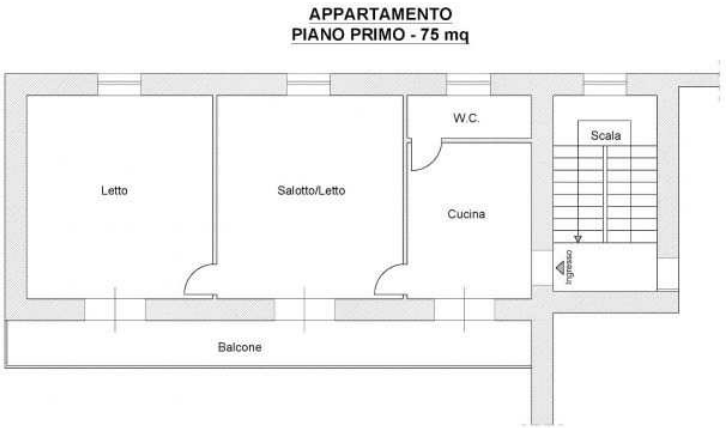 APPARTAMENTO
PIANO PRIMO - 75 mq
W.C.
Scala
Letto
Salotto/Letto
Cucina
Ingresso
Balcone